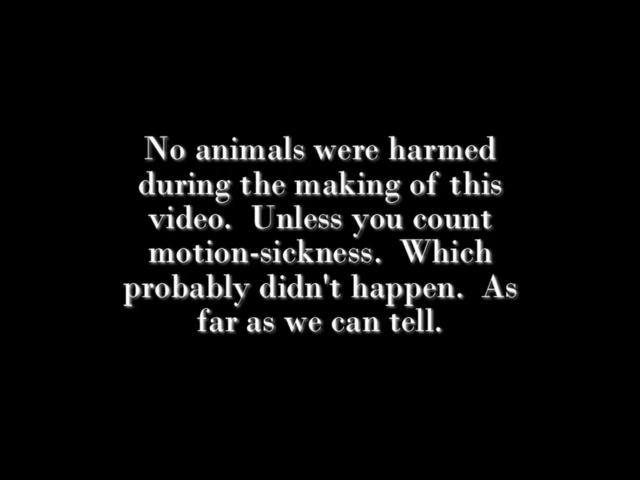 No animals were harmed
during the making of this
video.  Unless you count
motion-sickness.  Which
probably didn't happen.  As
far as we can tell.